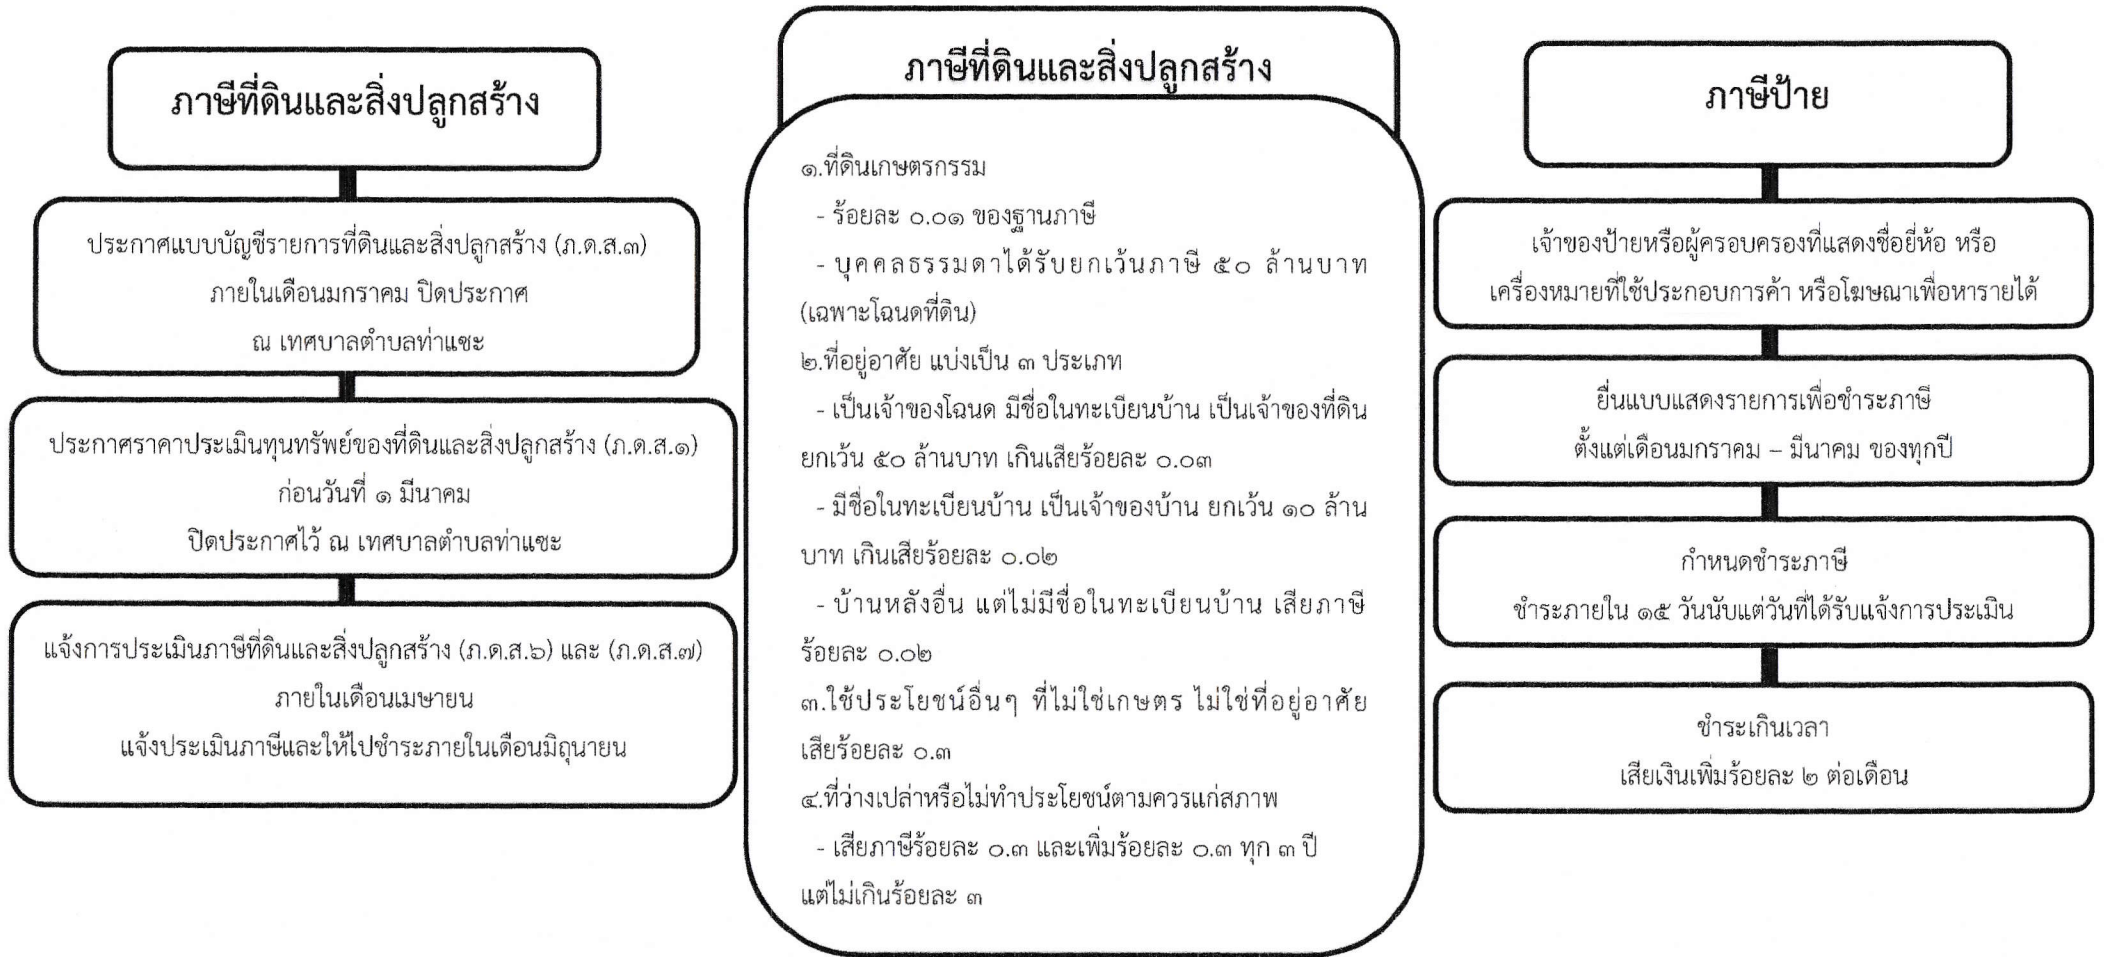 ภาษีที่ดินและสิ่งปลูกสร้าง
ประกาศแบบบัญชีรายการที่ดินและสิ่งปลูกสร้าง (ภ.ด.ส.๓)
ภายในเดือนมกราคม ปิดประกาศ
ณ เทศบาลตำบลท่าแซะ
ประกาศราคาประเมินทุนทรัพย์ของที่ดินและสิ่งปลูกสร้าง (ภ.ด.ส.๑)
ก่อนวันที่ ๑ มีนาคม
ปิดประกาศไว้ ณ เทศบาลตำบลท่าแซะ
แจ้งการประเมินภาษีที่ดินและสิ่งปลูกสร้าง (ภ.ด.ส.๖) และ (ภ.ด.ส.๗)
ภายในเดือนเมษายน
แจ้งประเมินภาษีและให้ไปชำระภายในเดือนมิถุนายน
ภาษีที่ดินและสิ่งปลูกสร้าง
๑.ที่ดินเกษตรกรรม
- ร้อยละ ๐.๐๑ ของฐานภาษี
- บุคคลธรรมดาได้รับยกเว้นภาษี ๕๐ ล้านบาท
(เฉพาะโฉนดที่ดิน)
๒.ที่อยู่อาศัย แบ่งเป็น ๓ ประเภท
- เป็นเจ้าของโฉนด มีชื่อในทะเบียนบ้าน เป็นเจ้าของที่ดิน
ยกเว้น ๕๐ ล้านบาท เกินเสียร้อยละ ๐.๐๓
- มีชื่อในทะเบียนบ้าน เป็นเจ้าของบ้าน ยกเว้น ๑๐ ล้าน
บาท เกินเสียร้อยละ ๐.๐๒
- บ้านหลังอื่น แต่ไม่มีชื่อในทะเบียนบ้าน เสียภาษี
ร้อยละ ๐.๐๒
๓.ใช้ประโยชน์อื่นๆ ที่ไม่ใช่เกษตร ไม่ใช่ที่อยู่อาศัย
เสียร้อยละ ๐.๓
๔.ที่ว่างเปล่าหรือไม่ทำประโยชน์ตามควรแก่สภาพ
- เสียภาษีร้อยละ ๐.๓ และเพิ่มร้อยละ ๐.๓ ทุก ๓ ปี
แต่ไม่เกินร้อยละ ๓
ภาษีป้าย
เจ้าของป้ายหรือผู้ครอบครองที่แสดงชื่อยี่ห้อ หรือ
เครื่องหมายที่ใช้ประกอบการค้า หรือโฆษณาเพื่อหารายได้
ยื่นแบบแสดงรายการเพื่อชำระภาษี
ตั้งแต่เดือนมกราคม – มีนาคม ของทุกปี
กำหนดชำระภาษี
ชำระภายใน ๑๕ วันนับแต่วันที่ได้รับแจ้งการประเมิน
ชำระเกินเวลา
เสียเงินเพิ่มร้อยละ ๒ ต่อเดือน